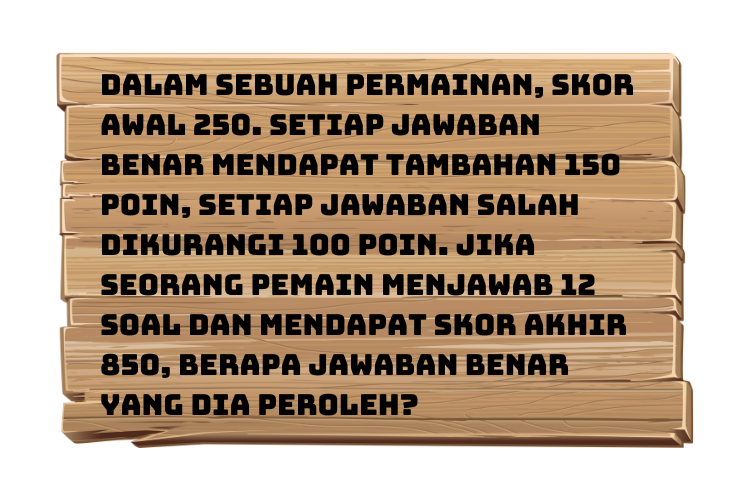 DALAM SEBUAH PERMAINAN, SKOR
AWAL 250. SETIAP JAWABAN
BENAR MENDAPAT TAMBAHAN 150
POIN, SETIAP JAWABAN SALAH
DIKURANGI 100 POIN. JIKA
SEORANG PEMAIN MENJAWAB 12
SOAL DAN MENDAPAT SKOR AKHIR
850, BERAPA JAWABAN BENAR
YANG DIA PEROLEH?